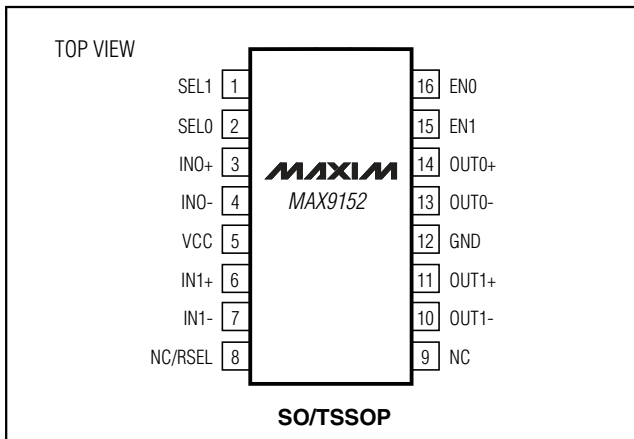 TOP VIEW
SEL1 1
SEL0 2
IN0+ 3
IN0- 4
VCC 5
IN1+ 6
IN1- 7
NC/RSEL 8
MAXIM
MAX9152
16 EN0
15 EN1
14 OUT0+
13 OUT0-
12 GND
11 OUT1+
10 OUT1-
9 NC
SO/TSSOP